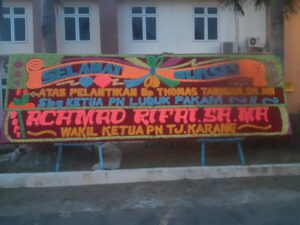 SELAMAT & SUKSES
ATAS PELANTIKAN Bp THOMAS TARIGAN, SH, MH
Sbg KETUA PN LUBUK PAKAM
ACHMAD RIFAI, SH, MH
WAKIL KETUA PN TJ. KARANG